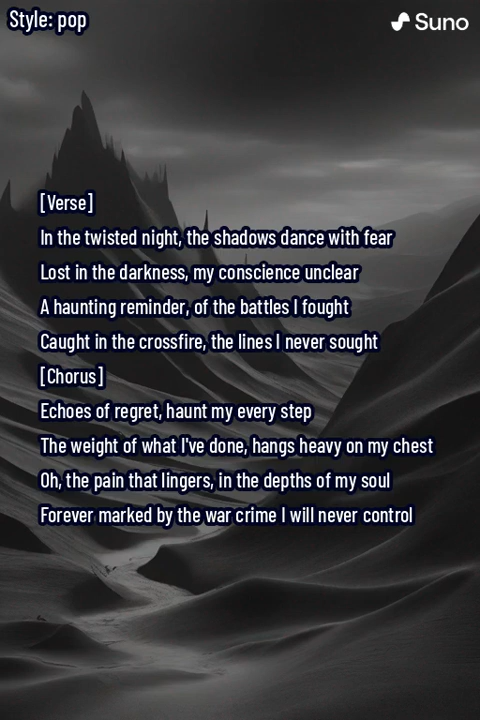 Style: pop
Suno
[Verse]
In the twisted night, the shadows dance with fear
Lost in the darkness, my conscience unclear
A haunting reminder, of the battles I fought
Caught in the crossfire, the lines I never sought
[Chorus]
Echoes of regret, haunt my every step
The weight of what I've done, hangs heavy on my chest
Oh, the pain that lingers, in the depths of my soul
Forever marked by the war crime I will never control